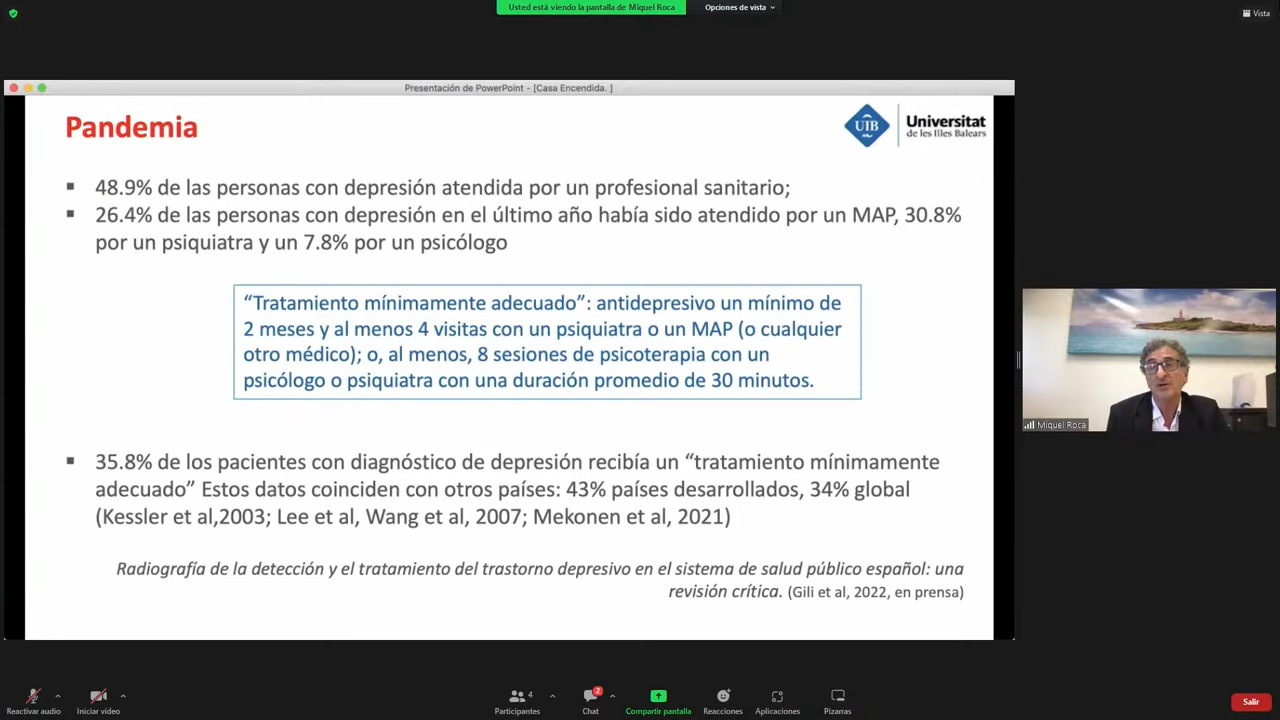 Usted está viendo la pantalla de Miquel Roca
Opciones de vista
Vista
Presentación de PowerPoint - [Casa Encendida. ]
Pandemia
UIB
Universitat
de les Illes Balears
▪ 48.9% de las personas con depresión atendida por un profesional sanitario;
▪ 26.4% de las personas con depresión en el último año había sido atendido por un MAP, 30.8%
por un psiquiatra y un 7.8% por un psicólogo
“Tratamiento mínimamente adecuado”: antidepresivo un mínimo de
2 meses y al menos 4 visitas con un psiquiatra o un MAP (o cualquier
otro médico); o, al menos, 8 sesiones de psicoterapia con un
psicólogo o psiquiatra con una duración promedio de 30 minutos.
▪ 35.8% de los pacientes con diagnóstico de depresión recibía un “tratamiento mínimamente
adecuado” Estos datos coinciden con otros países: 43% países desarrollados, 34% global
(Kessler et al,2003; Lee et al, Wang et al, 2007; Mekonen et al, 2021)
Radiografía de la detección y el tratamiento del trastorno depresivo en el sistema de salud público español: una
revisión crítica. (Gili et al, 2022, en prensa)
Miquel Roca
Reactivar audio
Iniciar video
4
Participantes
2
Chat
Compartir pantalla
Reacciones
Aplicaciones
Pizarras
Salir